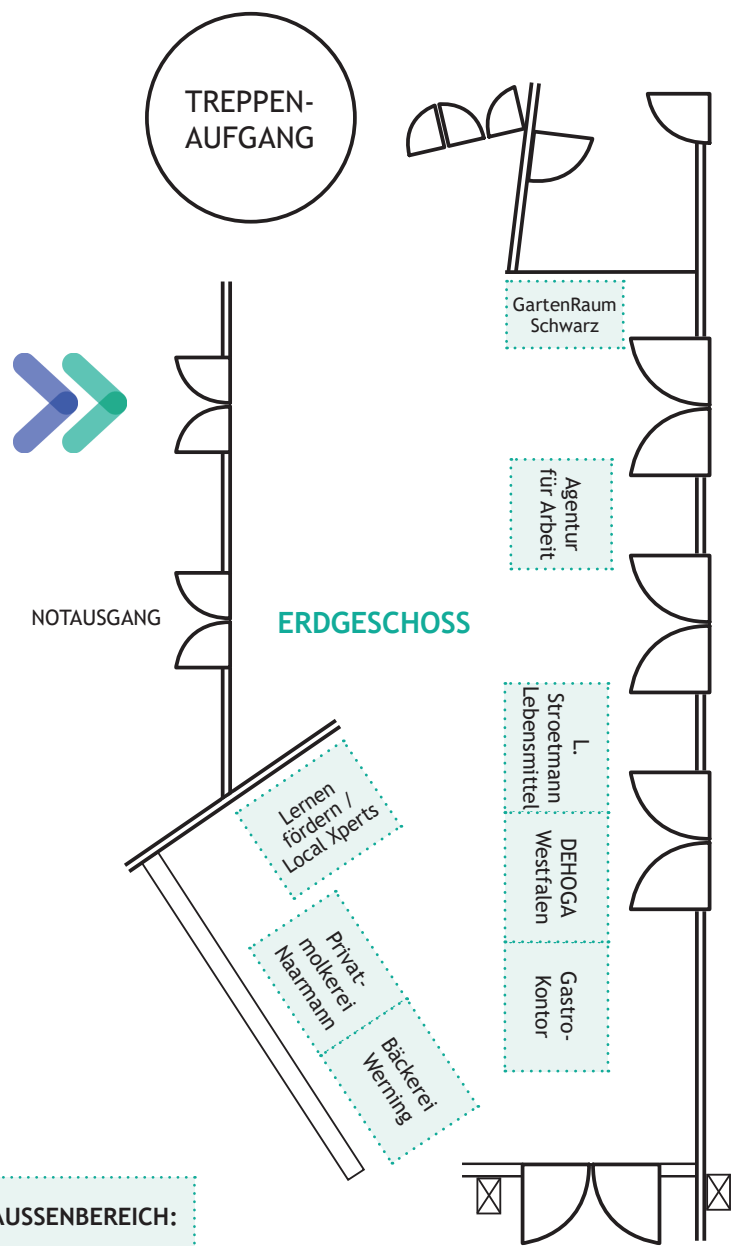 TREPPEN-
AUFGANG
GartenRaum
Schwarz
Agentur
für Arbeit
NOTAUSGANG
ERDGESCHOSS
L.
Stroetmann
Lebensmittel
Lernen
fördern /
Local Xperts
DEHOGA
Westfalen
Privat-
molkerei
Naarmann
Gastro-
Kontor
Bäckerei
Werning
AUSSENBEREICH: